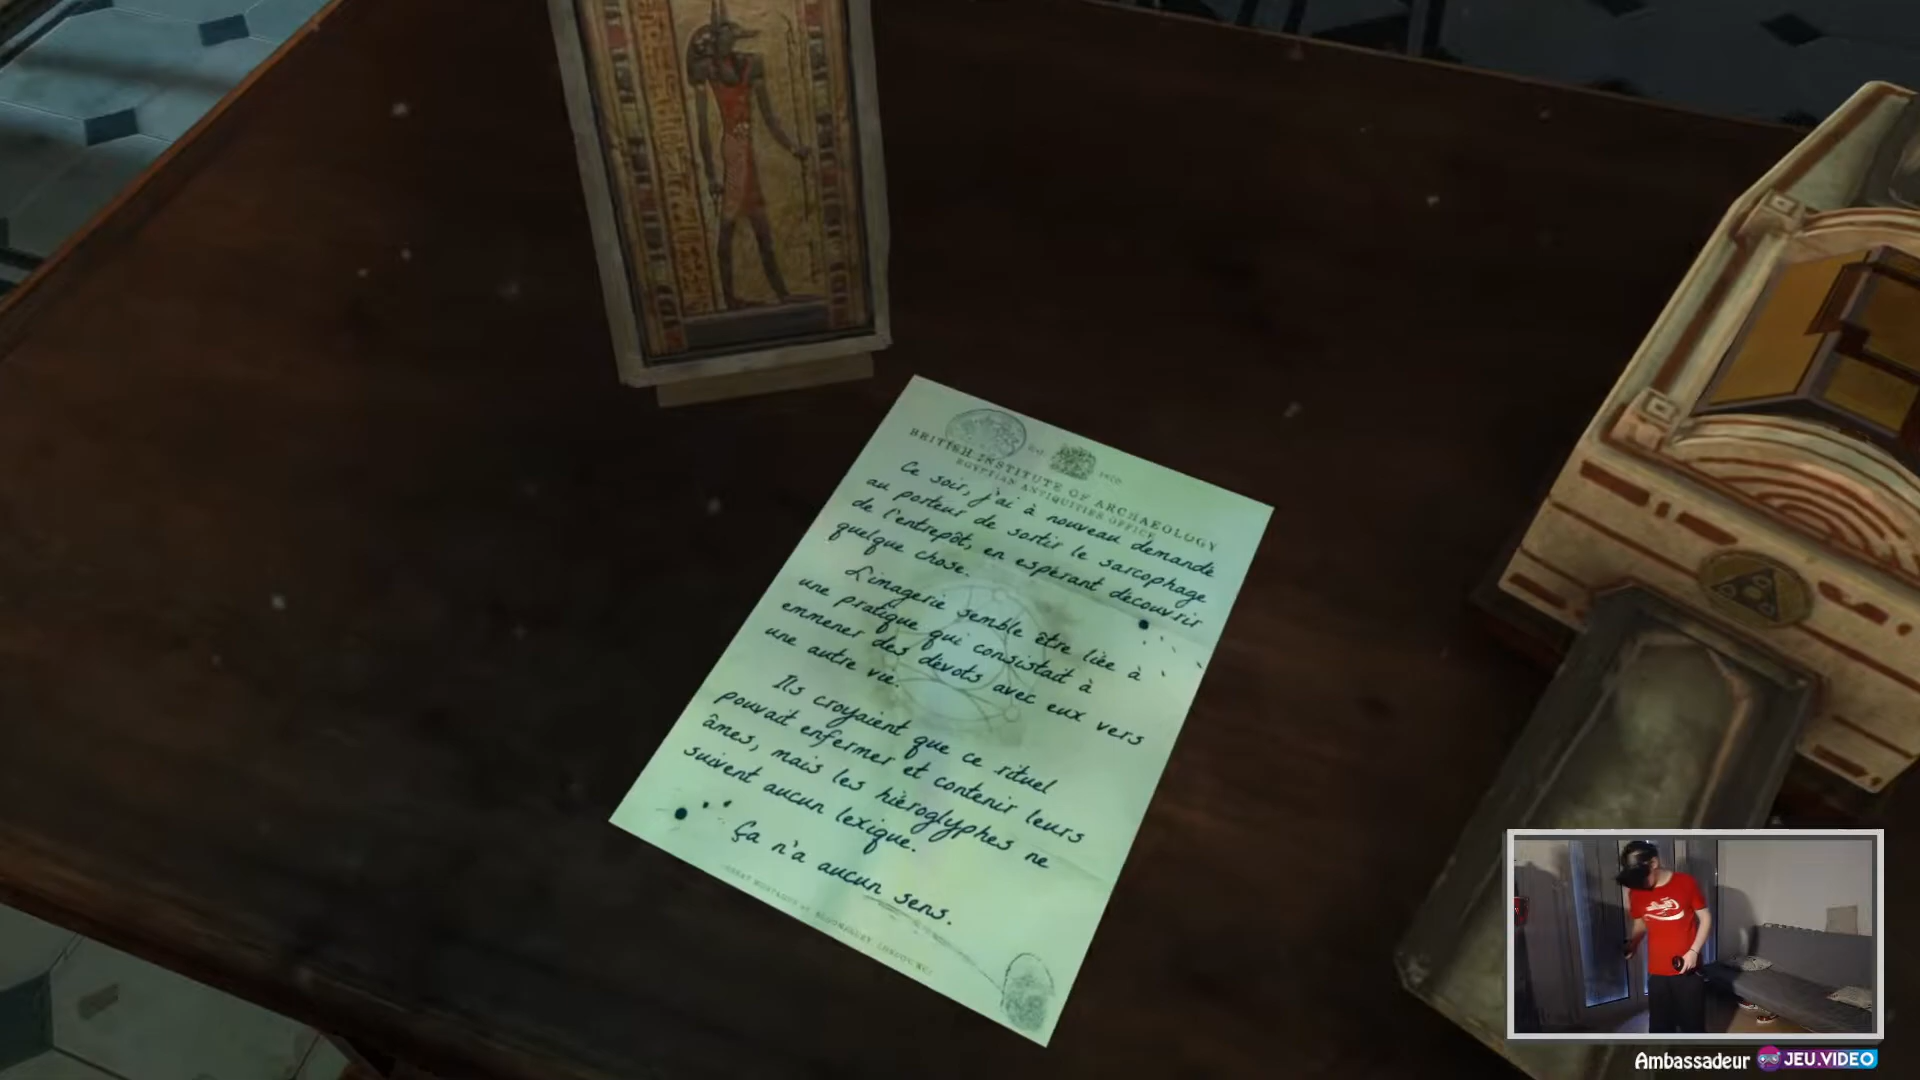 BRITISH INSTITUTE OF ARCHAEOLOGY
EGYPTIAN ANTIQUITIES OFFICE
Ce soir, j'ai à nouveau demandé
au porteur de sortir le sarcophage
de l'entrepôt, en espérant découvrir
quelque chose.
L'imagerie semble être liée à
une pratique qui consistait à
emmener des dévots avec eux vers
une autre vie.
Ils croyaient que ce rituel
pouvait enfermer et contenir leurs
âmes, mais les hiéroglyphes ne
suivent aucun lexique.
Ça n'a aucun sens.
Ambassadeur JEU.VIDEO